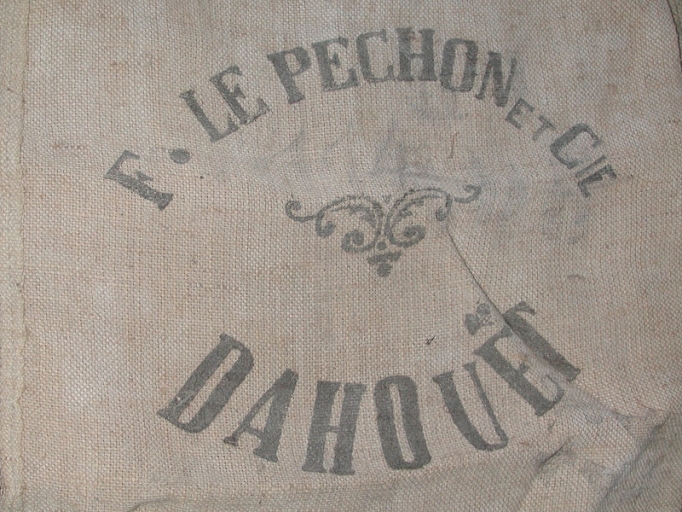 F. LE PECHON ET CIE
DAHOUËT